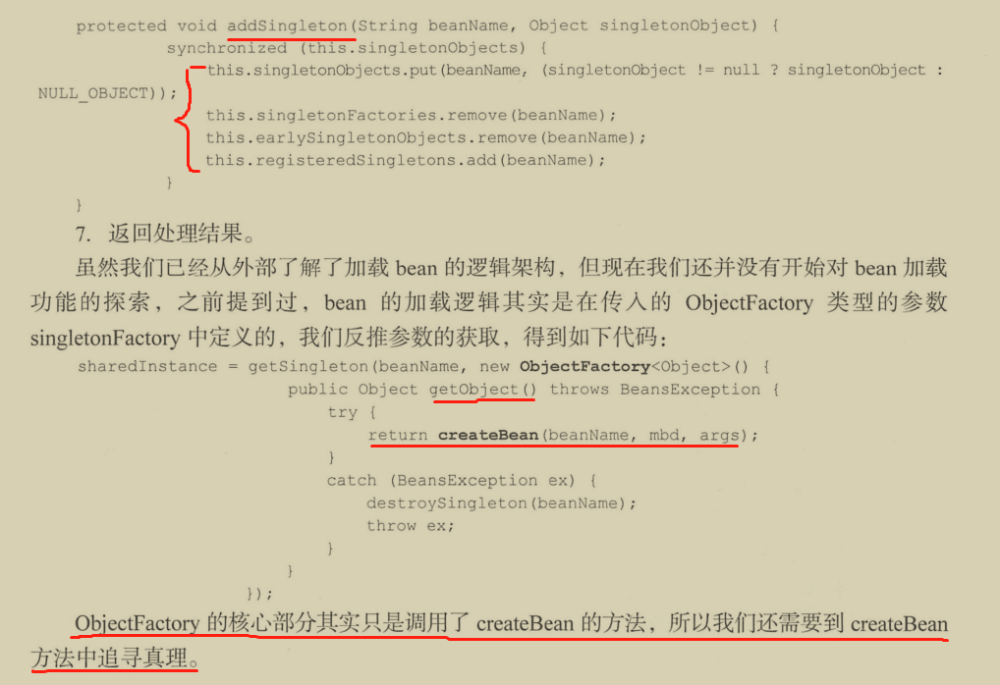 protected void addSingleton(String beanName, Object singletonObject) {
synchronized (this.singletonObjects) {
this.singletonObjects.put(beanName, (singletonObject != null ? singletonObject :
NULL_OBJECT));
this.singletonFactories.remove(beanName);
this.earlySingletonObjects.remove(beanName);
this.registeredSingletons.add(beanName);
}
}
7. 返回处理结果。
虽然我们已经从外部了解了加载 bean 的逻辑架构，但现在我们还并没有开始对 bean 加载
功能的探索，之前提到过，bean 的加载逻辑其实是在传入的 ObjectFactory 类型的参数
singletonFactory 中定义的，我们反推参数的获取，得到如下代码：
sharedInstance = getSingleton(beanName, new ObjectFactory<Object>() {
public Object getObject() throws BeansException {
try {
return createBean(beanName, mbd, args);
}
catch (BeansException ex) {
destroySingleton(beanName);
throw ex;
}
}
});
ObjectFactory 的核心部分其实只是调用了 createBean 的方法，所以我们还需要到 createBean
方法中追寻真理。